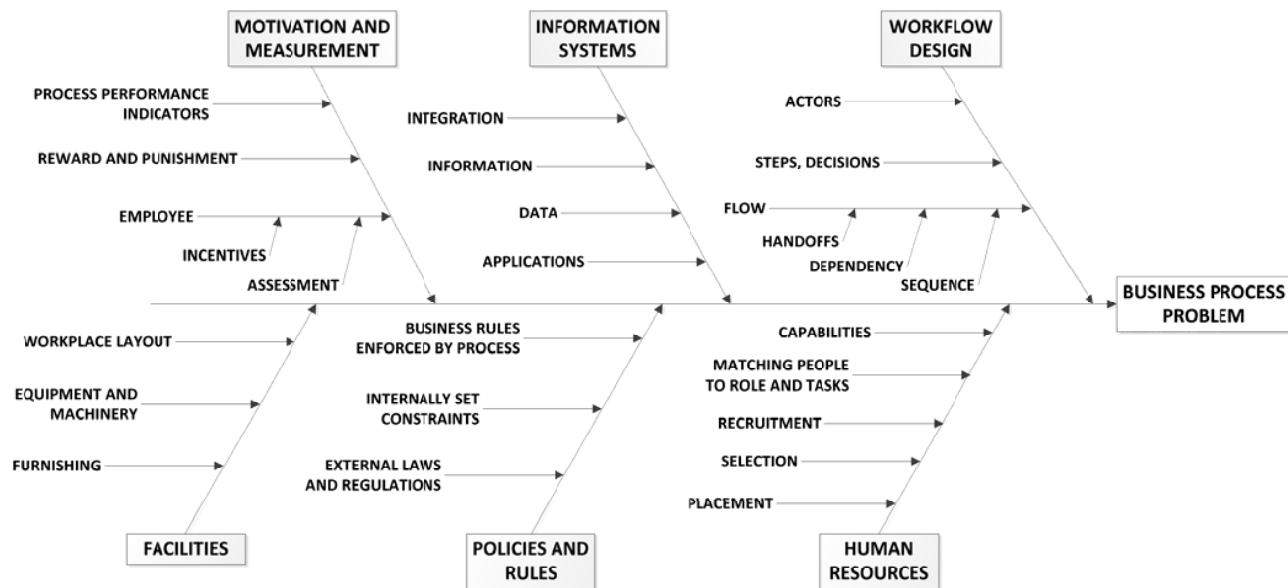 MOTIVATION AND
MEASUREMENT
INFORMATION
SYSTEMS
WORKFLOW
DESIGN
PROCESS PERFORMANCE
INDICATORS
REWARD AND PUNISHMENT
EMPLOYEE
INCENTIVES
ASSESSMENT
INTEGRATION
INFORMATION
DATA
APPLICATIONS
ACTORS
STEPS, DECISIONS
FLOW
HANDOFFS
DEPENDENCY
SEQUENCE
BUSINESS PROCESS
PROBLEM
WORKPLACE LAYOUT
EQUIPMENT AND
MACHINERY
FURNISHING
BUSINESS RULES
ENFORCED BY PROCESS
INTERNALLY SET
CONSTRAINTS
EXTERNAL LAWS
AND REGULATIONS
CAPABILITIES
MATCHING PEOPLE
TO ROLE AND TASKS
RECRUITMENT
SELECTION
PLACEMENT
FACILITIES
POLICIES AND
RULES
HUMAN
RESOURCES